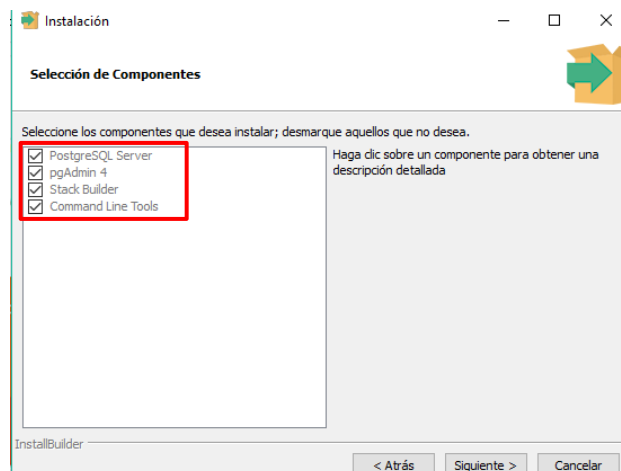 Instalación
Selección de Componentes
Seleccione los componentes que desea instalar; desmarque aquellos que no desea.
PostgreSQL Server
pgAdmin 4
Stack Builder
Command Line Tools
Haga clic sobre un componente para obtener una
descripción detallada
InstallBuilder
< Atrás
Siguiente >
Cancelar